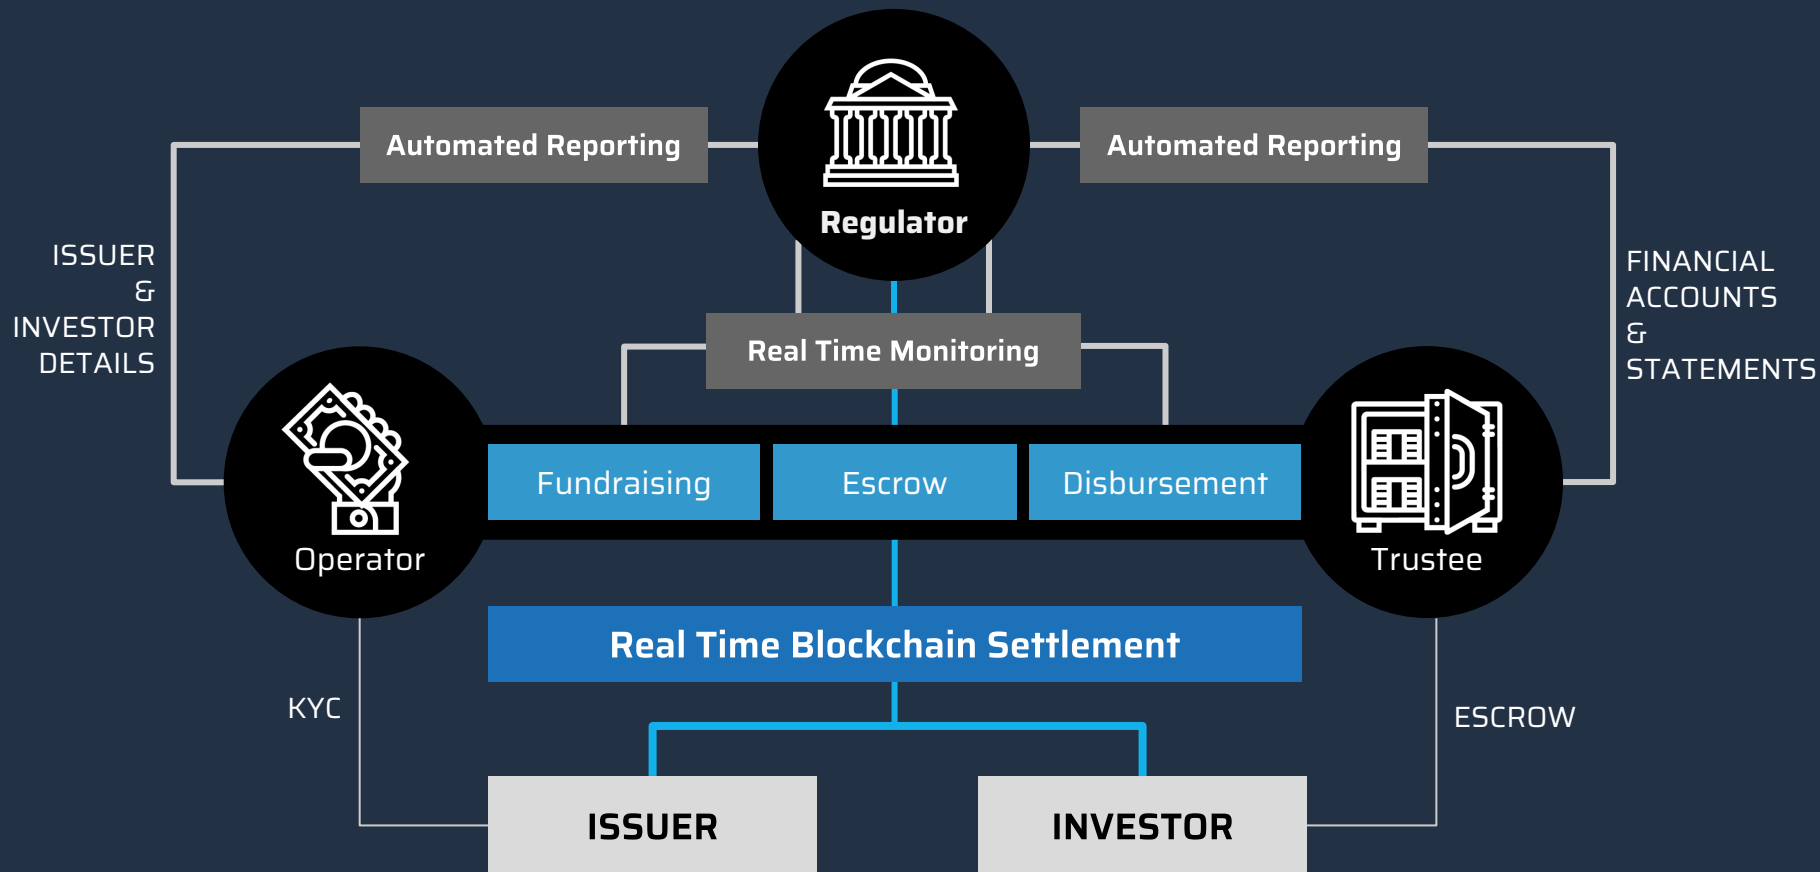 Automated Reporting
Regulator
Automated Reporting
ISSUER
&
INVESTOR
DETAILS
FINANCIAL
ACCOUNTS
&
STATEMENTS
Real Time Monitoring
Operator
Fundraising
Escrow
Disbursement
Trustee
Real Time Blockchain Settlement
KYC
ESCROW
ISSUER
INVESTOR